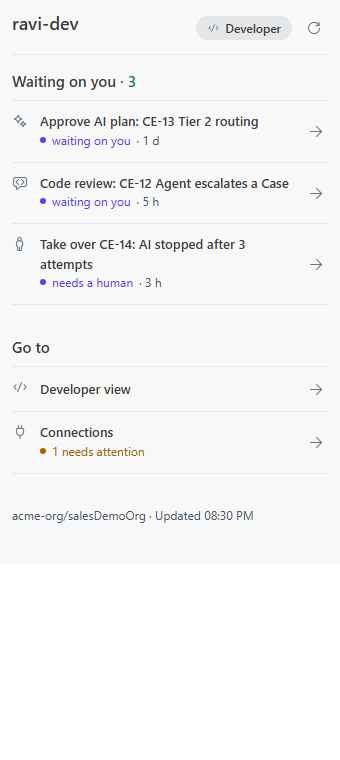 ravi-dev
Developer
Waiting on you · 3
Approve AI plan: CE-13 Tier 2 routing
waiting on you · 1 d
Code review: CE-12 Agent escalates a Case
waiting on you · 5 h
Take over CE-14: AI stopped after 3
attempts
needs a human · 3 h
Go to
Developer view
Connections
1 needs attention
acme-org/salesDemoOrg · Updated 08:30 PM